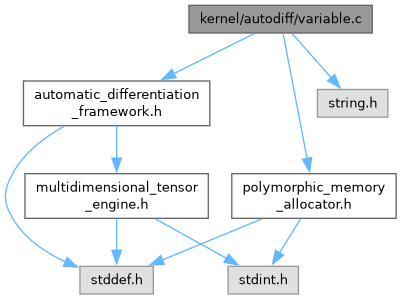 kernel/autodiff/variable.c
automatic_differentiation
_framework.h
string.h
multidimensional_tensor
_engine.h
polymorphic_memory
_allocator.h
stddef.h
stdint.h